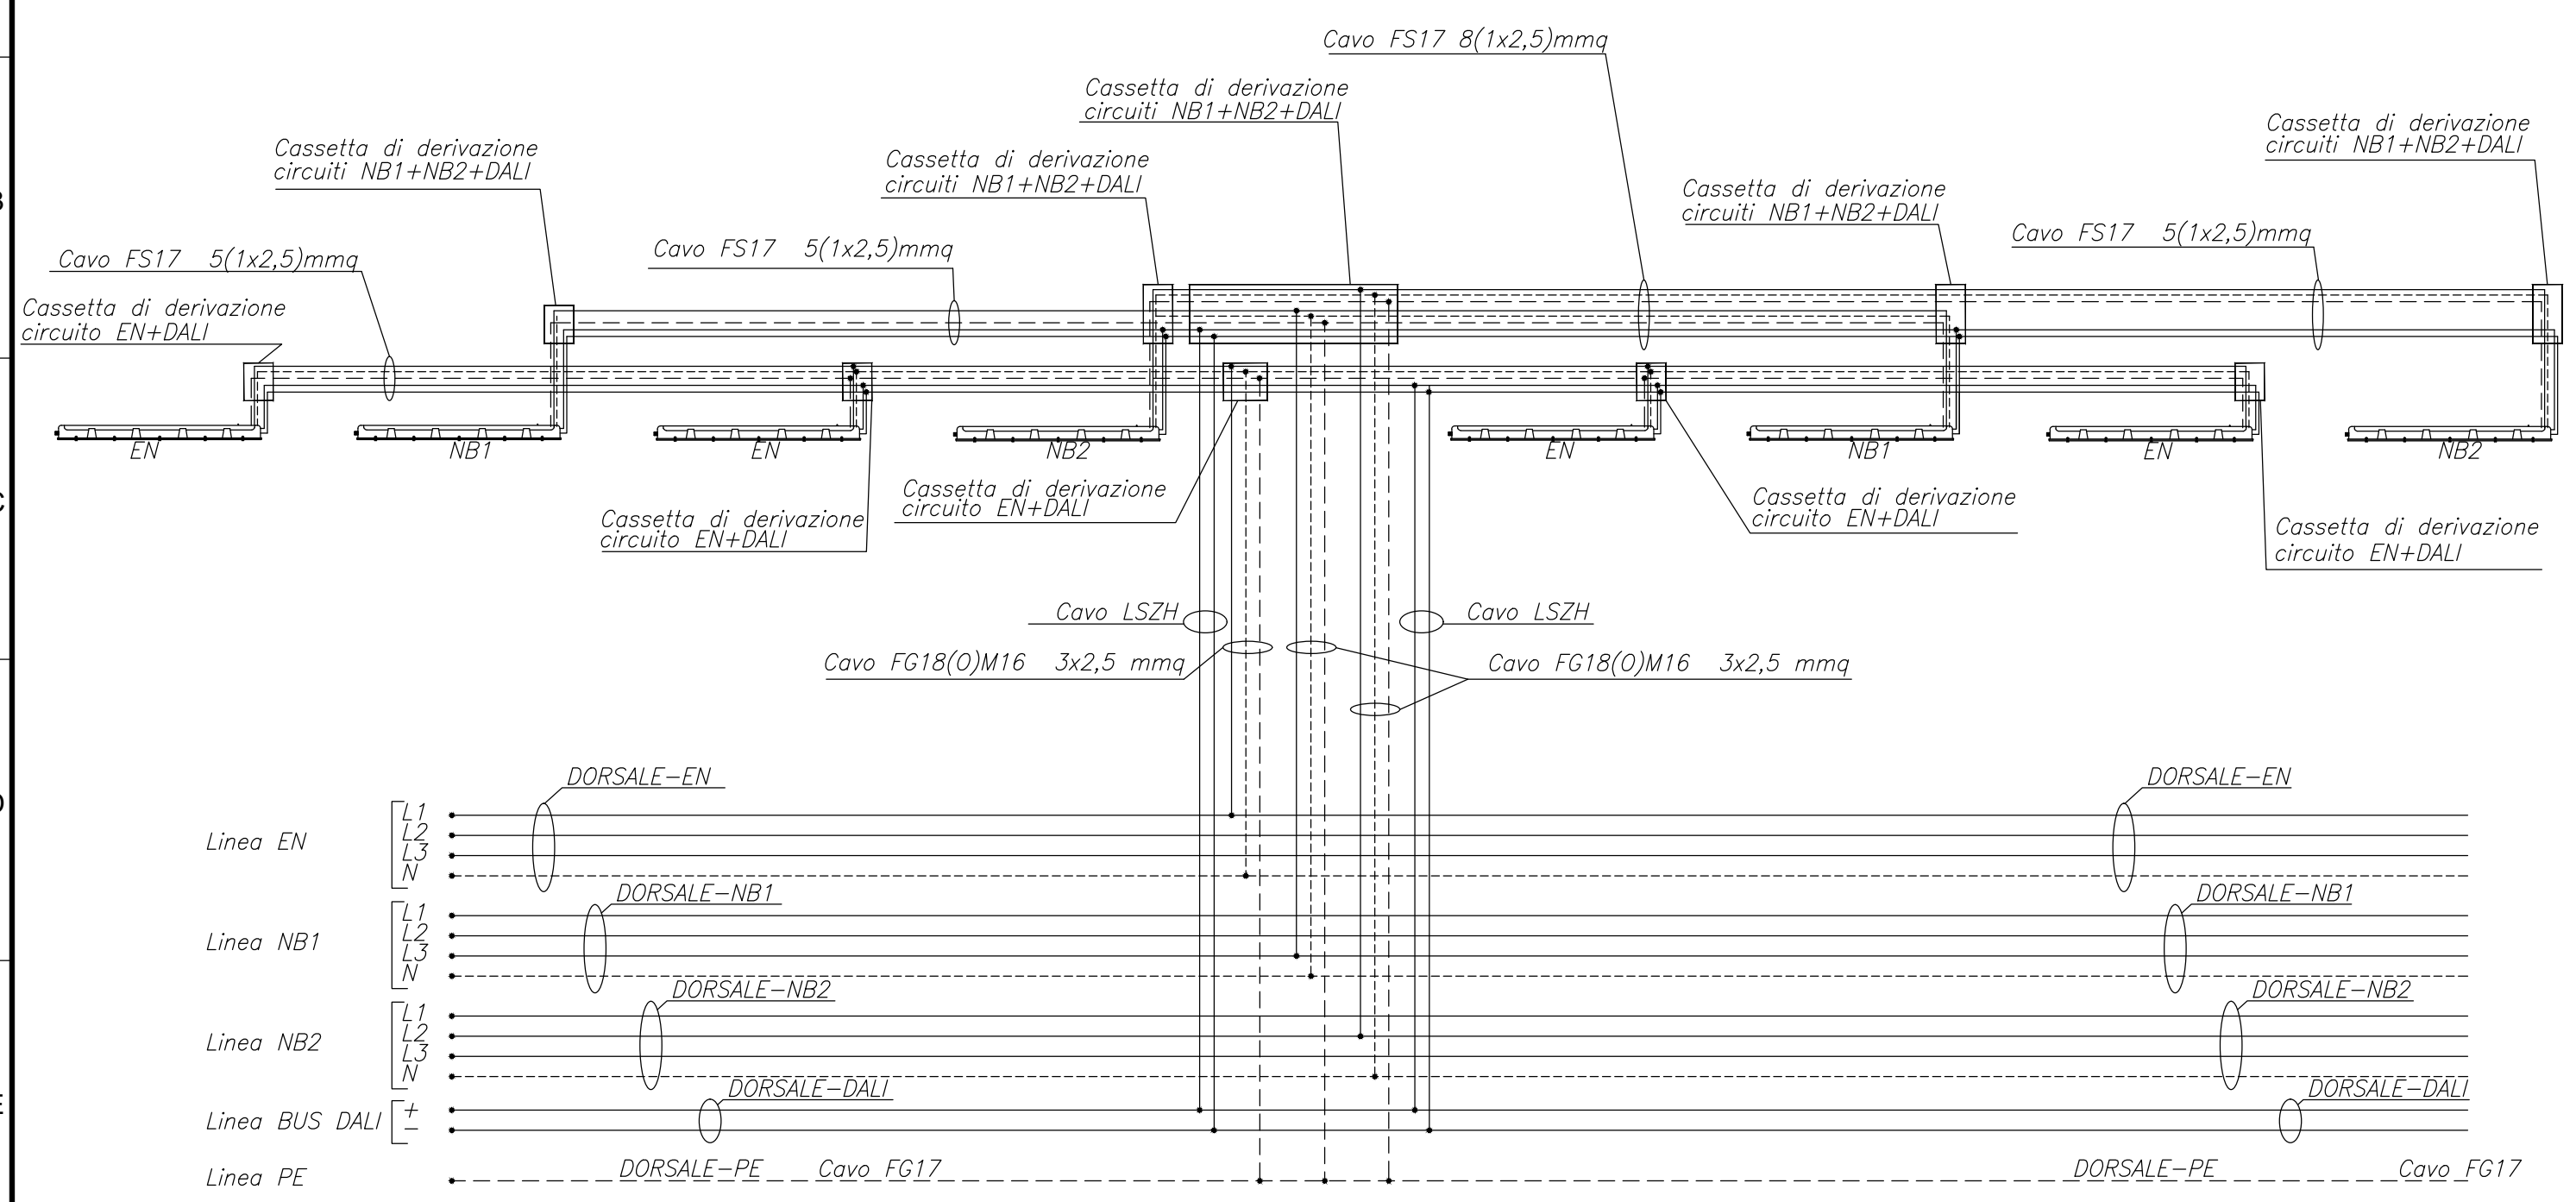 Cavo FS17 8(1x2,5)mmq
Cassetta di derivazione
circuiti NB1+NB2+DALI
Cassetta di derivazione
circuiti NB1+NB2+DALI
Cassetta di derivazione
circuiti NB1+NB2+DALI
Cassetta di derivazione
circuiti NB1+NB2+DALI
Cassetta di derivazione
circuiti NB1+NB2+DALI
Cavo FS17 5(1x2,5)mmq
Cavo FS17 5(1x2,5)mmq
Cavo FS17 5(1x2,5)mmq
Cassetta di derivazione
circuito EN+DALI
EN
NB1
EN
NB2
EN
NB1
EN
NB2
Cassetta di derivazione
circuito EN+DALI
Cassetta di derivazione
circuito EN+DALI
Cassetta di derivazione
circuito EN+DALI
Cassetta di derivazione
circuito EN+DALI
Cavo LSZH
Cavo LSZH
Cavo FG18(O)M16 3x2,5 mmq
Cavo FG18(O)M16 3x2,5 mmq
DORSALE-EN
DORSALE-EN
Linea EN
L1
L2
L3
N
DORSALE-NB1
DORSALE-NB1
Linea NB1
L1
L2
L3
N
DORSALE-NB2
DORSALE-NB2
Linea NB2
L1
L2
L3
N
DORSALE-DALI
DORSALE-DALI
Linea BUS DALI
+
−
Linea PE
DORSALE-PE Cavo FG17
DORSALE-PE Cavo FG17